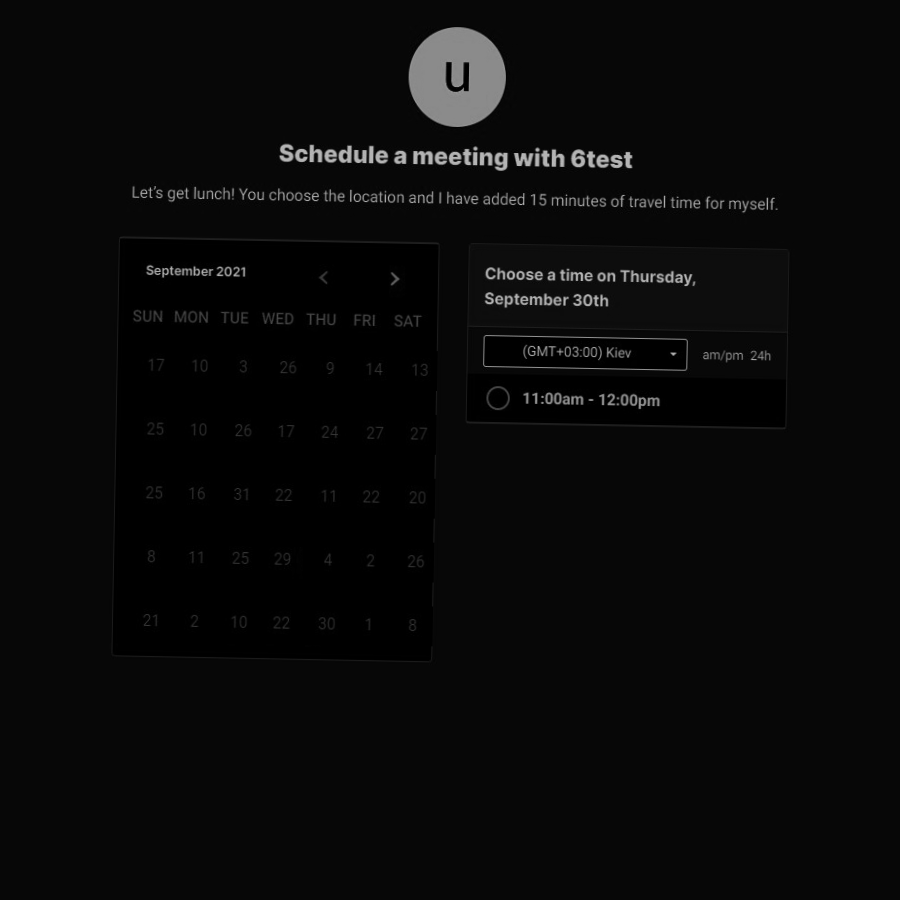 u
Schedule a meeting with 6test
Let's get lunch! You choose the location and I have added 15 minutes of travel time for myself.
September 2021
SUN MON TUE WED THU FRI SAT
17 10 3 26 9 14 13
25 10 26 17 24 27 27
25 16 31 22 11 22 20
8 11 25 29 4 2 26
21 2 10 22 30 1 8
Choose a time on Thursday,
September 30th
(GMT+03:00) Kiev am/pm 24h
11:00am - 12:00pm